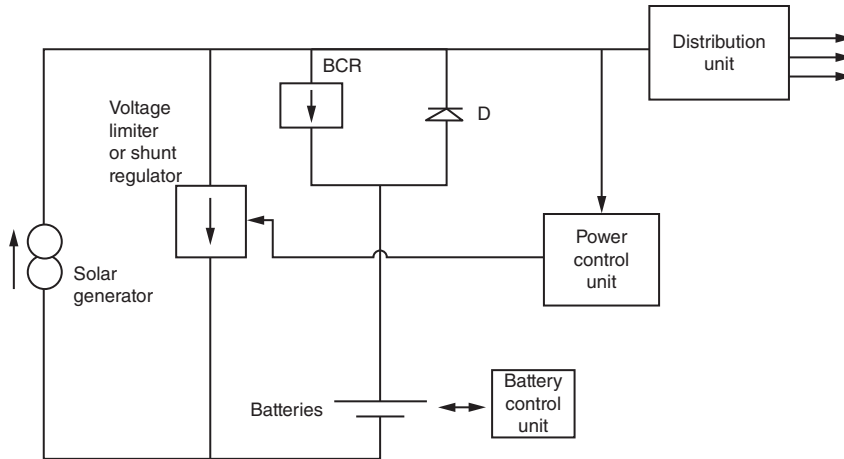 Distribution
unit
BCR
Voltage
limiter
or shunt
regulator
D
Power
control
unit
Solar
generator
Batteries
Battery
control
unit